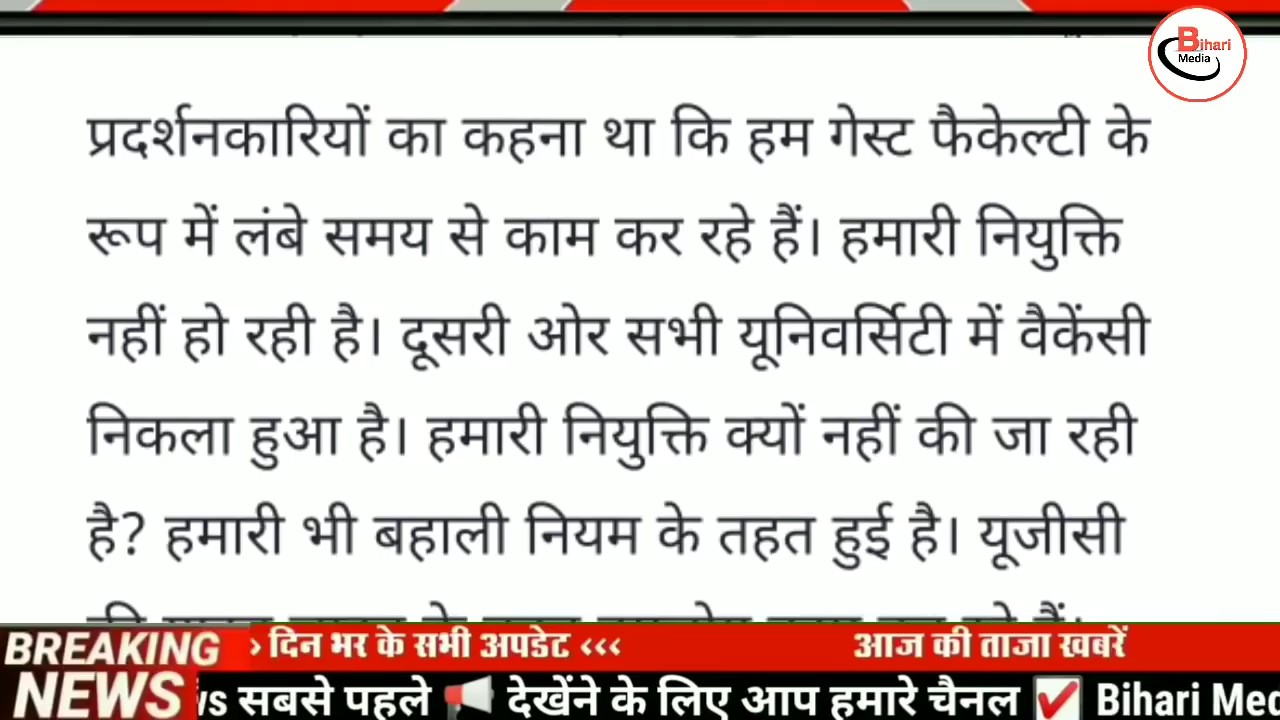 Bihari
Media
प्रदर्शनकारियों का कहना था कि हम गेस्ट फैकेल्टी के
रूप में लंबे समय से काम कर रहे हैं। हमारी नियुक्ति
नहीं हो रही है। दूसरी ओर सभी यूनिवर्सिटी में वैकेंसी
निकला हुआ है। हमारी नियुक्ति क्यों नहीं की जा रही
है? हमारी भी बहाली नियम के तहत हुई है। यूजीसी
BREAKING
NEWS
› दिन भर के सभी अपडेट ‹‹‹ आज की ताजा खबरें
सबसे पहले देखेंने के लिए आप हमारे चैनल Bihari Med